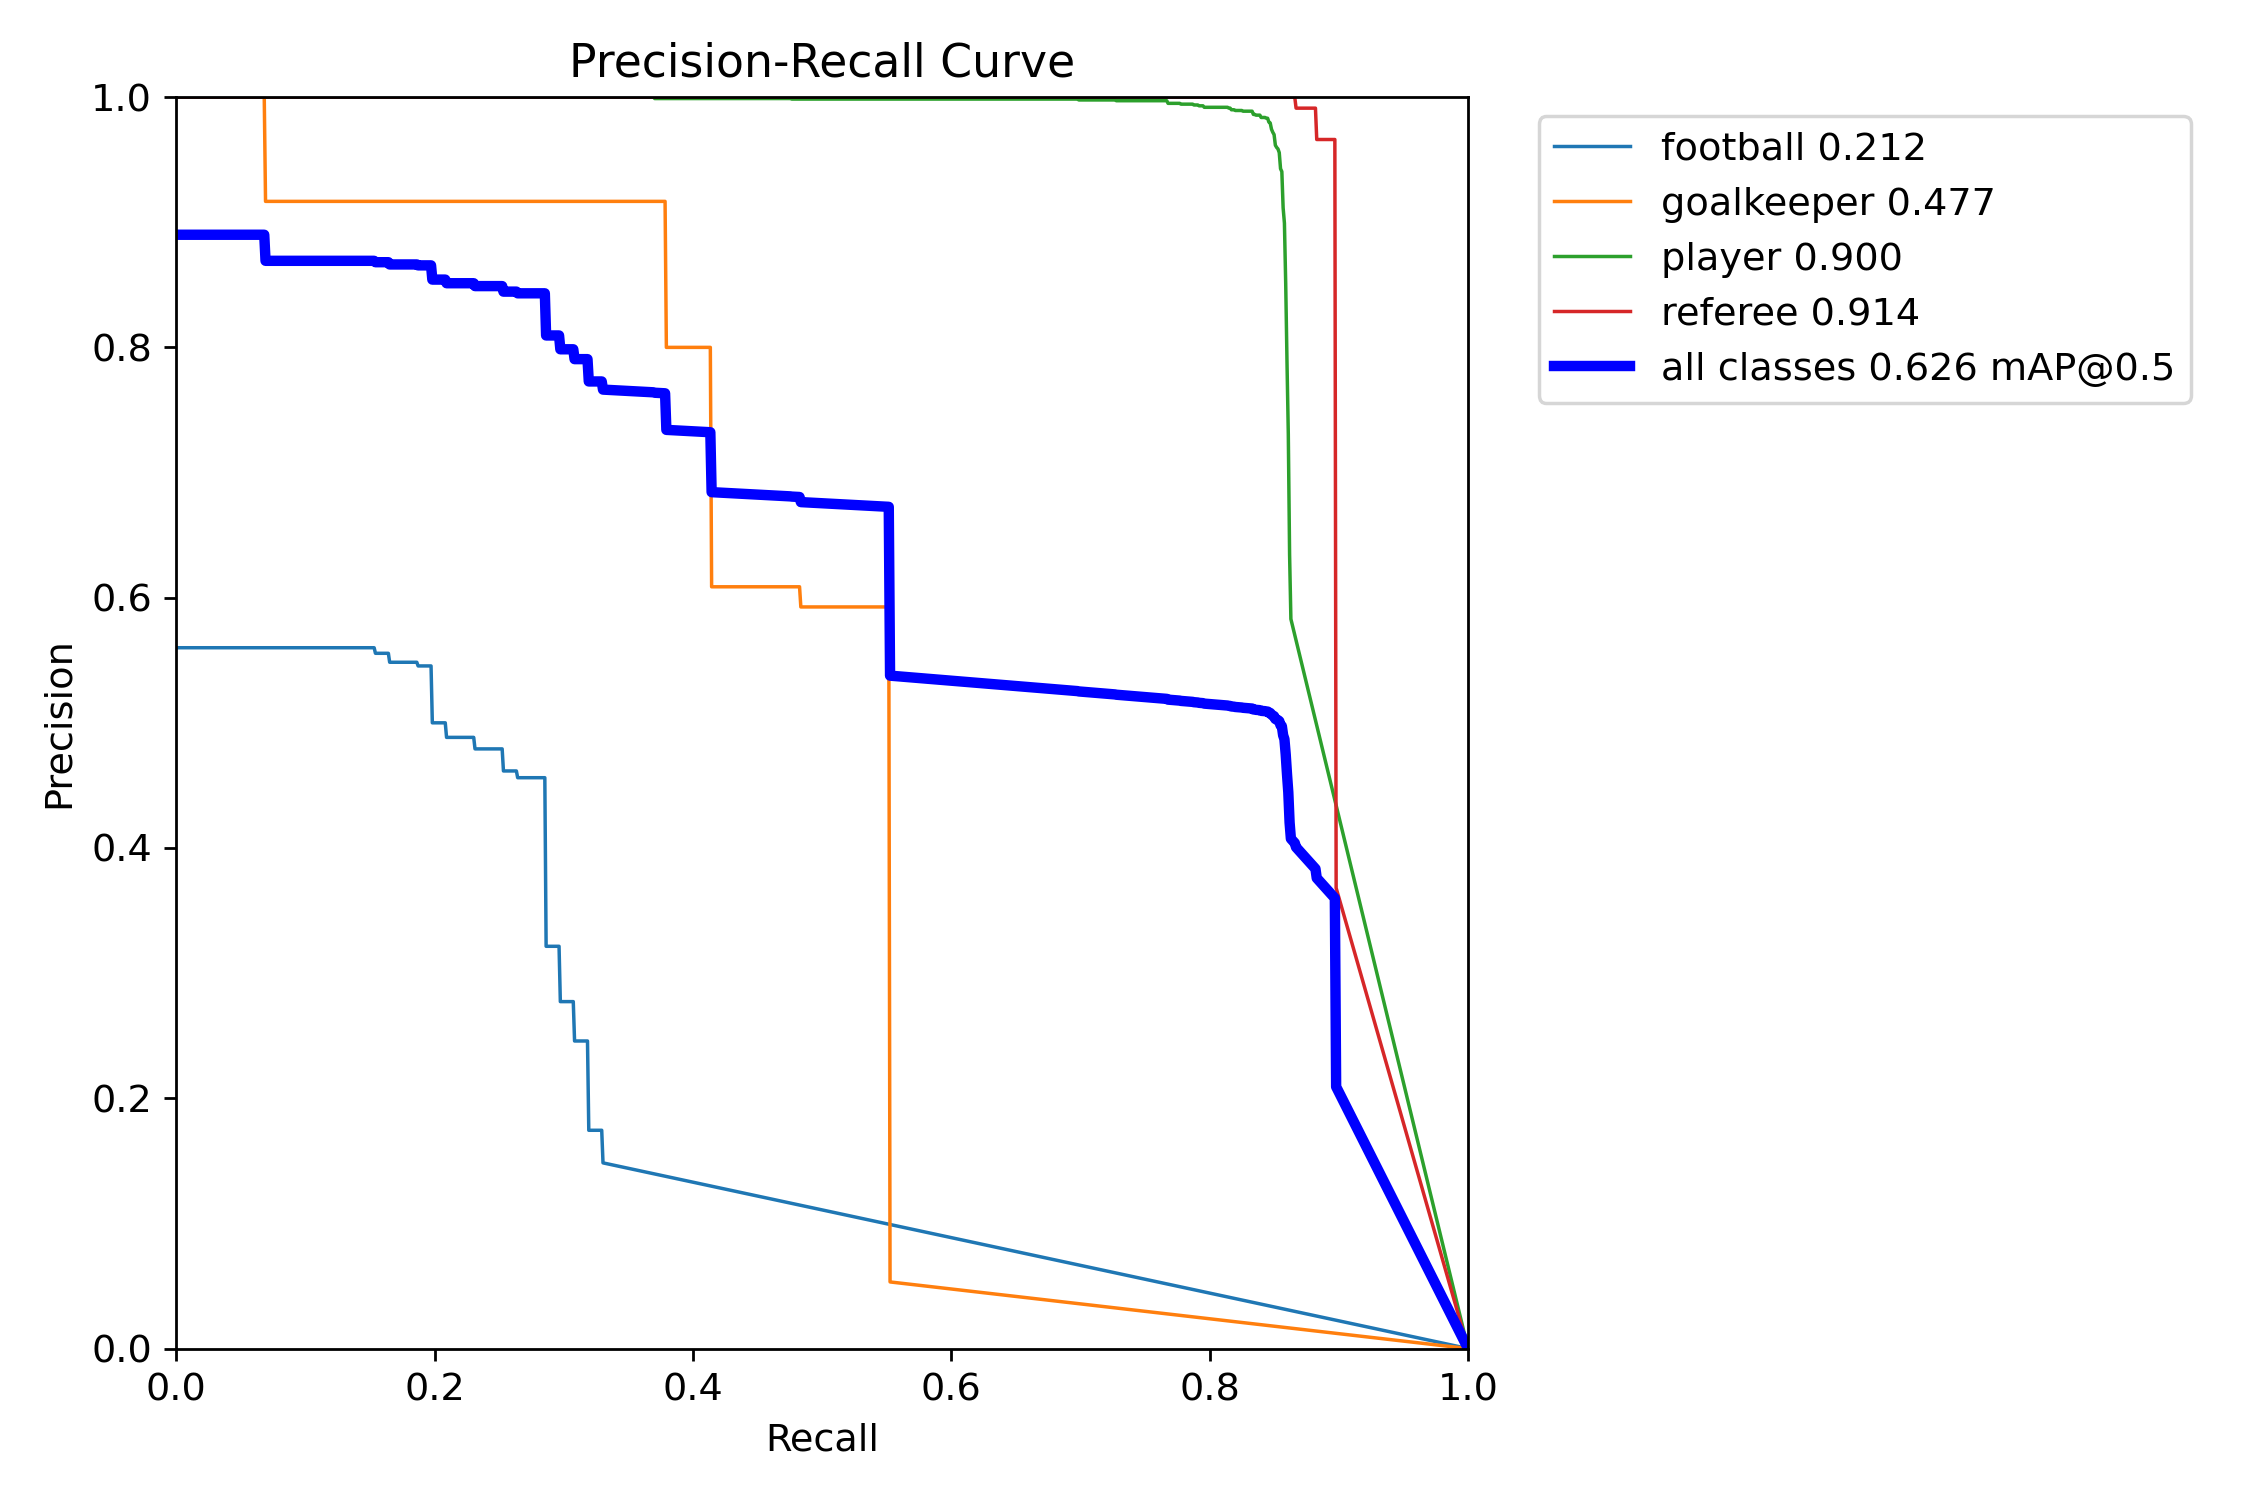 Precision-Recall Curve
1.0
0.8
0.6
0.4
0.2
0.0
Precision
0.0 0.2 0.4 0.6 0.8 1.0
Recall
football 0.212
goalkeeper 0.477
player 0.900
referee 0.914
all classes 0.626 mAP@0.5